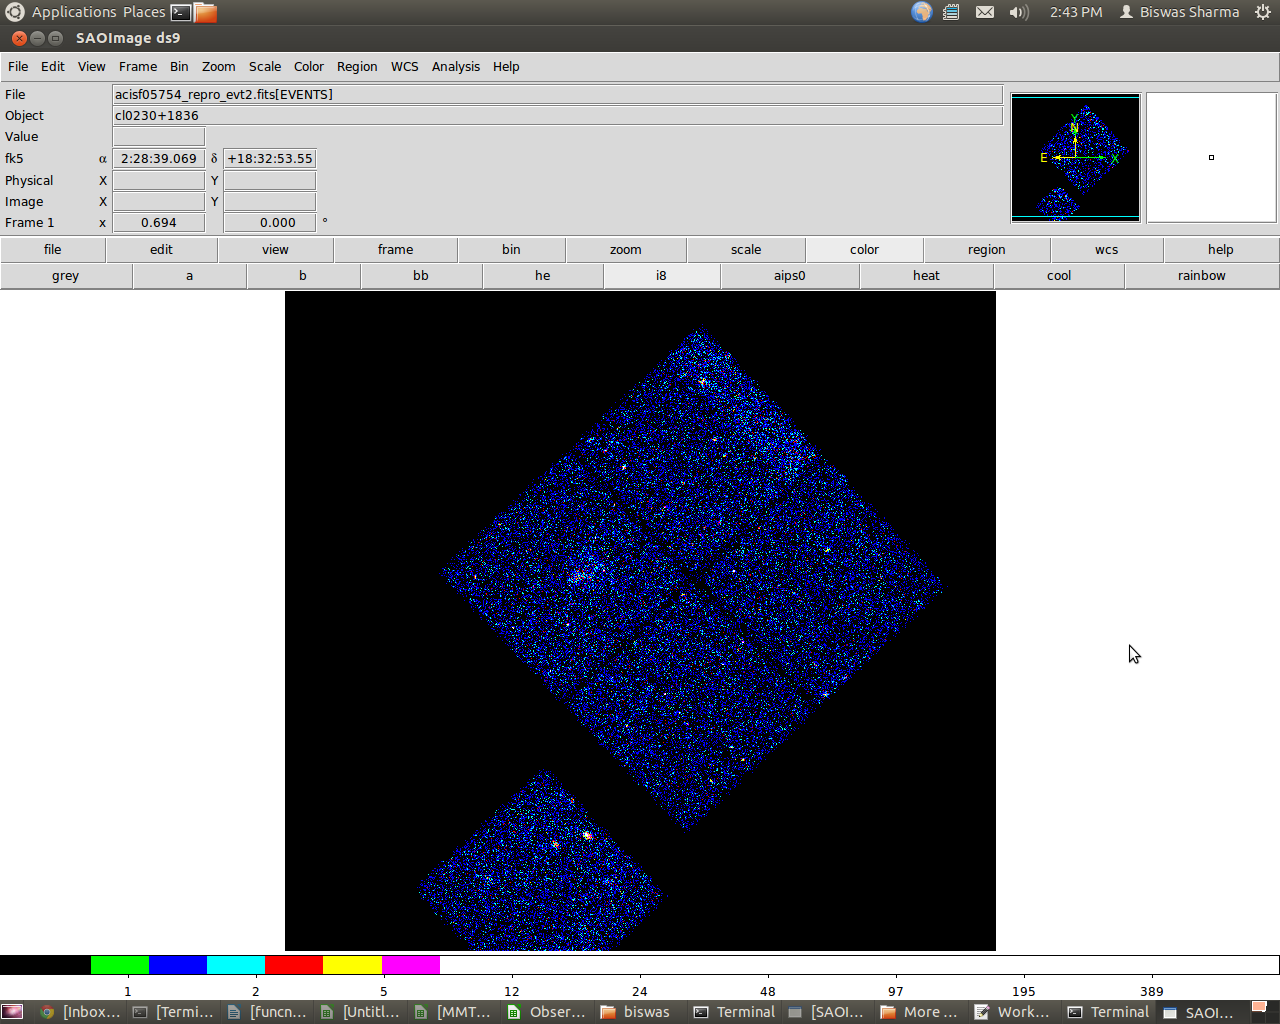 Applications Places 2:43 PM Biswas Sharma
SAOImage ds9
File Edit View Frame Bin Zoom Scale Color Region WCS Analysis Help
File acisf05754_repro_evt2.fits[EVENTS]
Object cl0230+1836
Value
fk5 α 2:28:39.069 δ +18:32:53.55
Physical X Y
Image X Y
Frame 1 x 0.694 0.000 °
Y
N
E X
file edit view frame bin zoom scale color region wcs help
grey a b bb he i8 aips0 heat cool rainbow
1 2 5 12 24 48 97 195 389
[Inbox... [Termi... [funcn... [Untitl... [MMT... Obser... biswas Terminal [SAOI... More ... Work... Terminal SAOI...